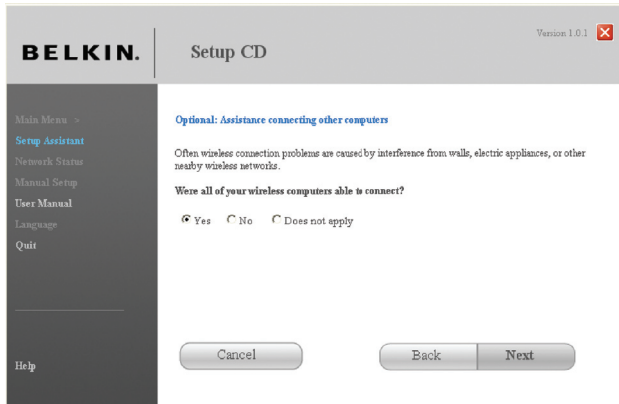 BELKIN.
Setup CD
Version 1.0.1
Main Menu >
Setup Assistant
Network Status
Manual Setup
User Manual
Language
Quit
Help
Optional: Assistance connecting other computers
Often wireless connection problems are caused by interference from walls, electric appliances, or other
nearby wireless networks.
Were all of your wireless computers able to connect?
Yes No Does not apply
Cancel Back Next